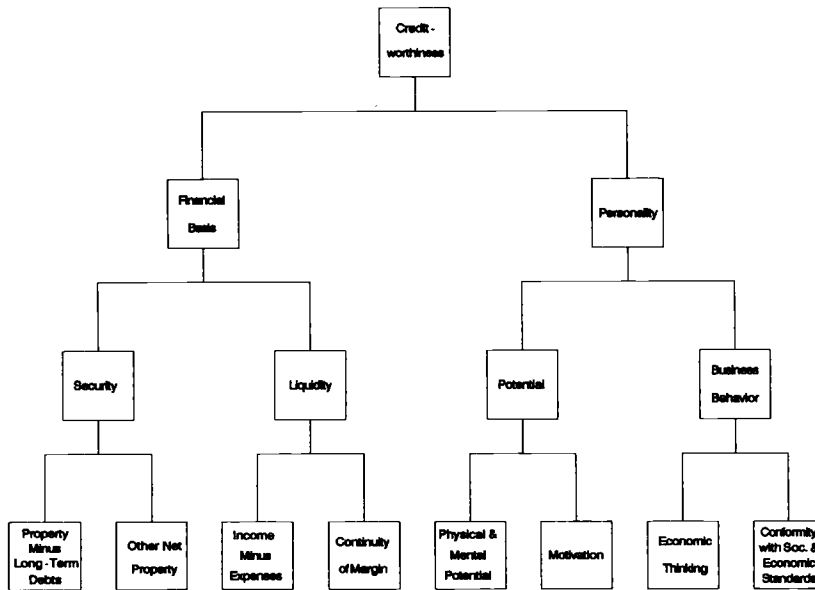 Credit -
worthiness
Financial
Basis
Personality
Security
Liquidity
Potential
Business
Behavior
Property
Minus
Long - Term
Debts
Other Net
Property
Income
Minus
Expenses
Continuity
of Margin
Physical &
Mental
Potential
Motivation
Economic
Thinking
Conformity
with Soc. &
Economic
Standards